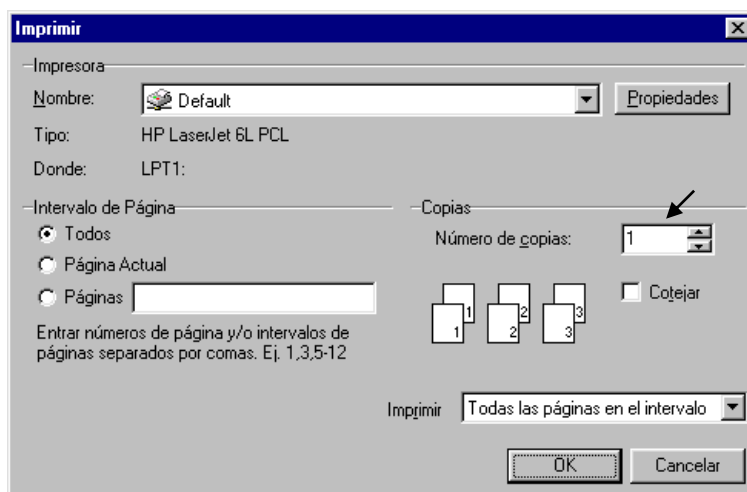 Imprimir
Impresora
Nombre: Default Propiedades
Tipo: HP LaserJet 6L PCL
Donde: LPT1:
Intervalo de Página
Todos
Página Actual
Páginas
Entrar números de página y/o intervalos de
páginas separados por comas. Ej. 1,3,5-12
Copias
Número de copias: 1
1 1 2 2 3 3
Cotejar
Imprimir Todas las páginas en el intervalo
OK Cancelar